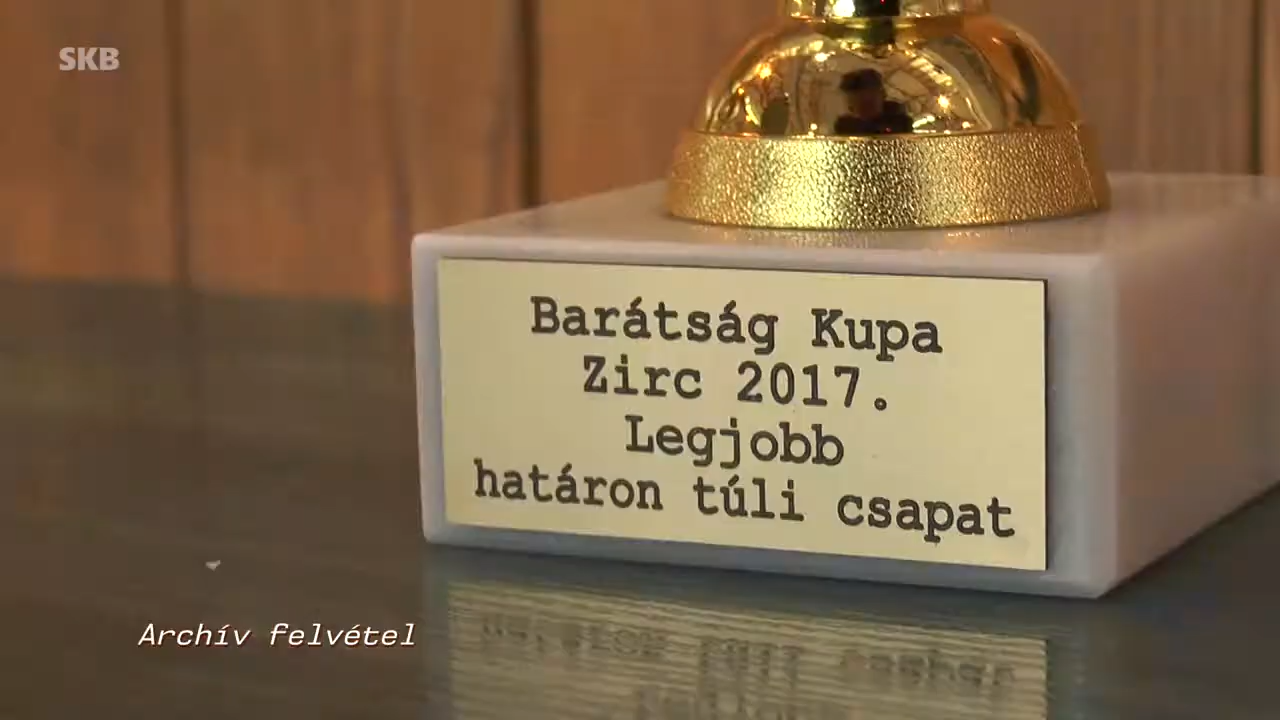 SKB
Barátság Kupa
Zirc 2017.
Legjobb
határon túli csapat
Archív felvétel